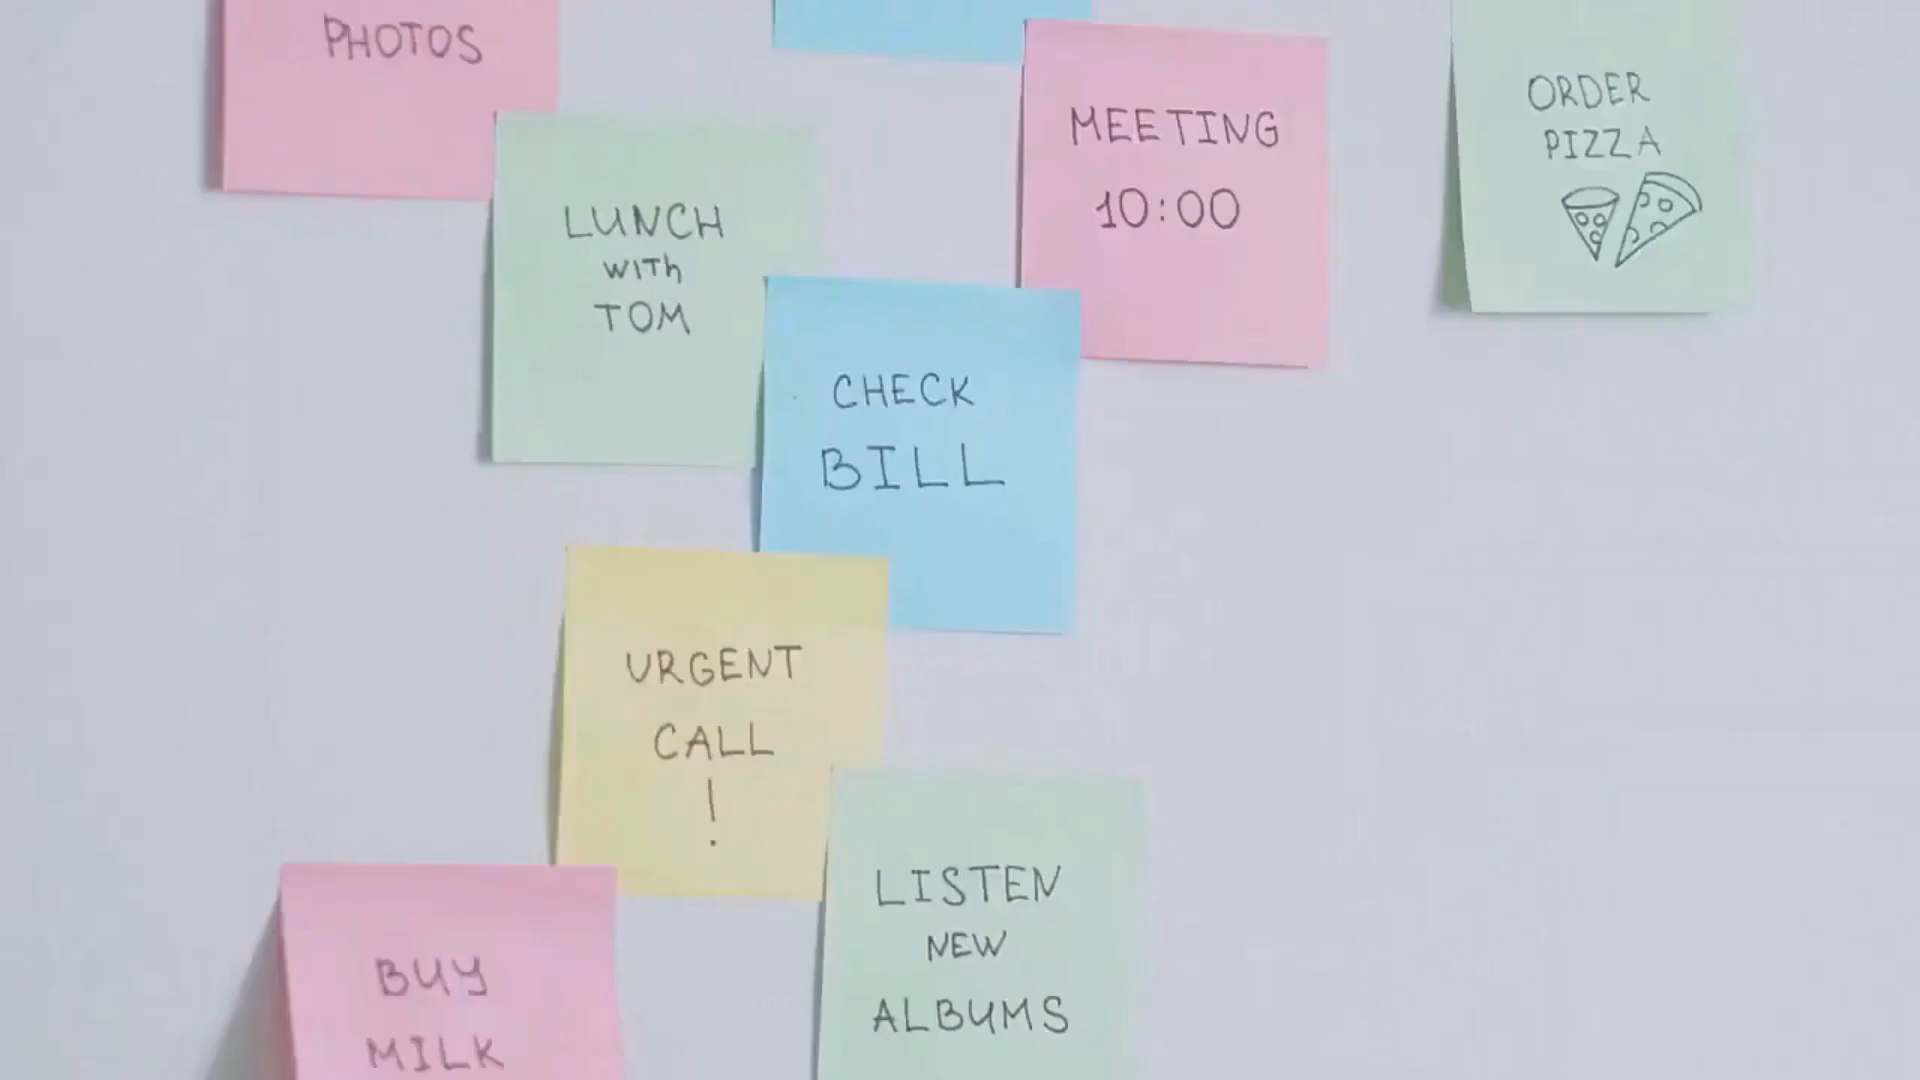 PHOTOS
LUNCH
WITh
TOM
MEETING
10:00
ORDER
PIZZA
CHECK
BILL
URGENT
CALL
!
LISTEN
NEW
ALBUMS
BUY
MILK